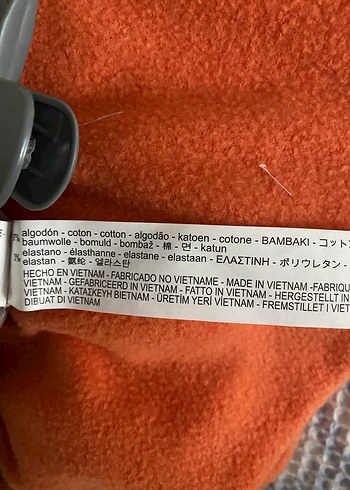 algodón - coton - cotton - algodão - katoen - cotone - BAMBAKI - コット
baumwolle - bomuld - bombaž - 棉 - 면 - katun
elastano - élasthanne - elastane - elastaan - ΕΛΑΣΤΙΝΗ - ポリウレタン -
elastan - 氨纶 - 엘라스탄
HECHO EN VIETNAM - FABRICADO NO VIETNAME - MADE IN VIETNAM - FABRIQU
VIETNAM - GEFABRICEERD IN VIETNAM - FATTO IN VIETNAM - HERGESTELLT IN
VIETNAM - ΚΑΤΑΣΚΕΥΗ ΒΙΕΤΝΑΜ - ÜRETİM YERİ VİETNAM - FREMSTILLET I VIET
DIBUAT DI VIETNAM